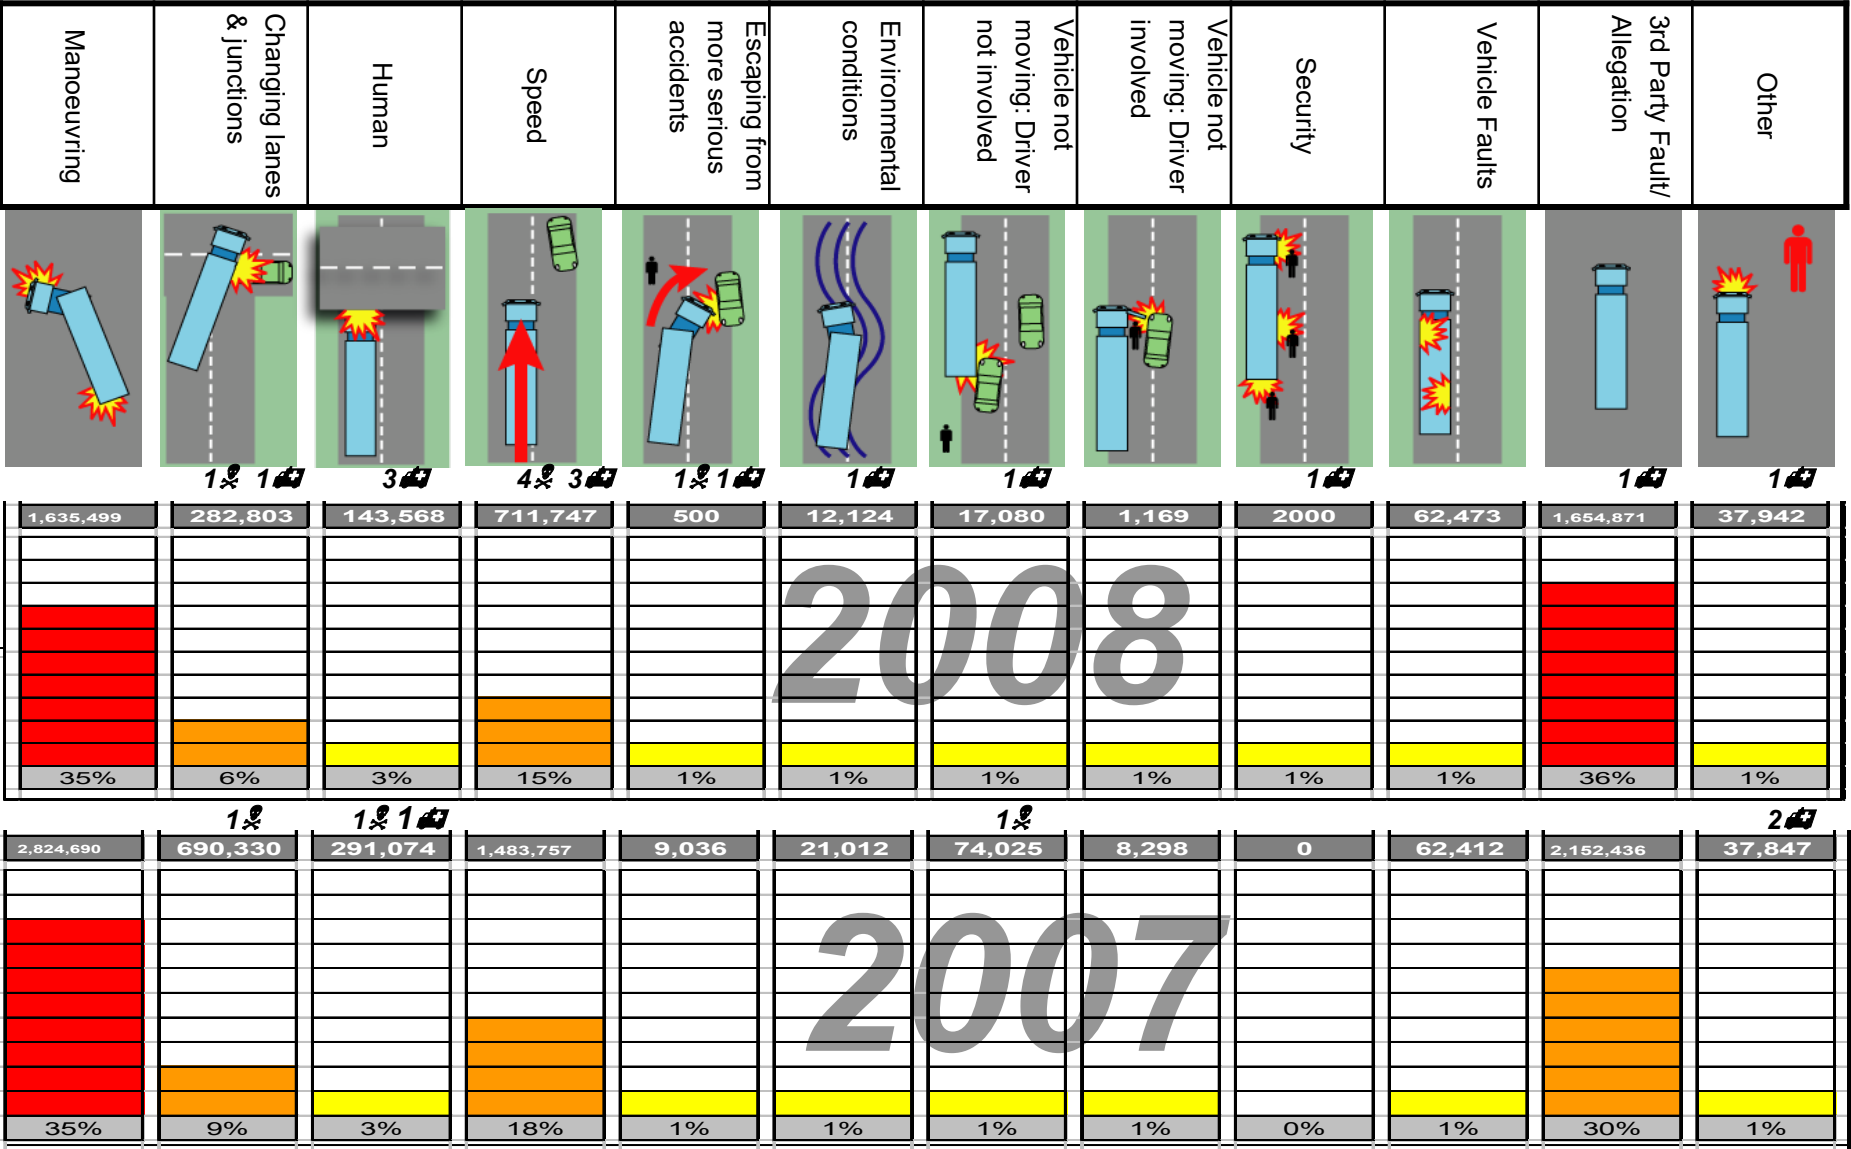 Manoeuvring
Changing lanes
& junctions
Human
Speed
Escaping from
more serious
accidents
Environmental
conditions
Vehicle not
moving: Driver
not involved
Vehicle not
moving: Driver
involved
Security
Vehicle Faults
3rd Party Fault/
Allegation
Other
1 1 3 4 3 1 1 1 1 1 1 1
1,635,499 282,803 143,568 711,747 500 12,124 17,080 1,169 2000 62,473 1,654,871 37,942
2008
35% 6% 3% 15% 1% 1% 1% 1% 1% 1% 36% 1%
1 1 1 1 2
2,824,690 690,330 291,074 1,483,757 9,036 21,012 74,025 8,298 0 62,412 2,152,436 37,847
2007
35% 9% 3% 18% 1% 1% 1% 1% 0% 1% 30% 1%